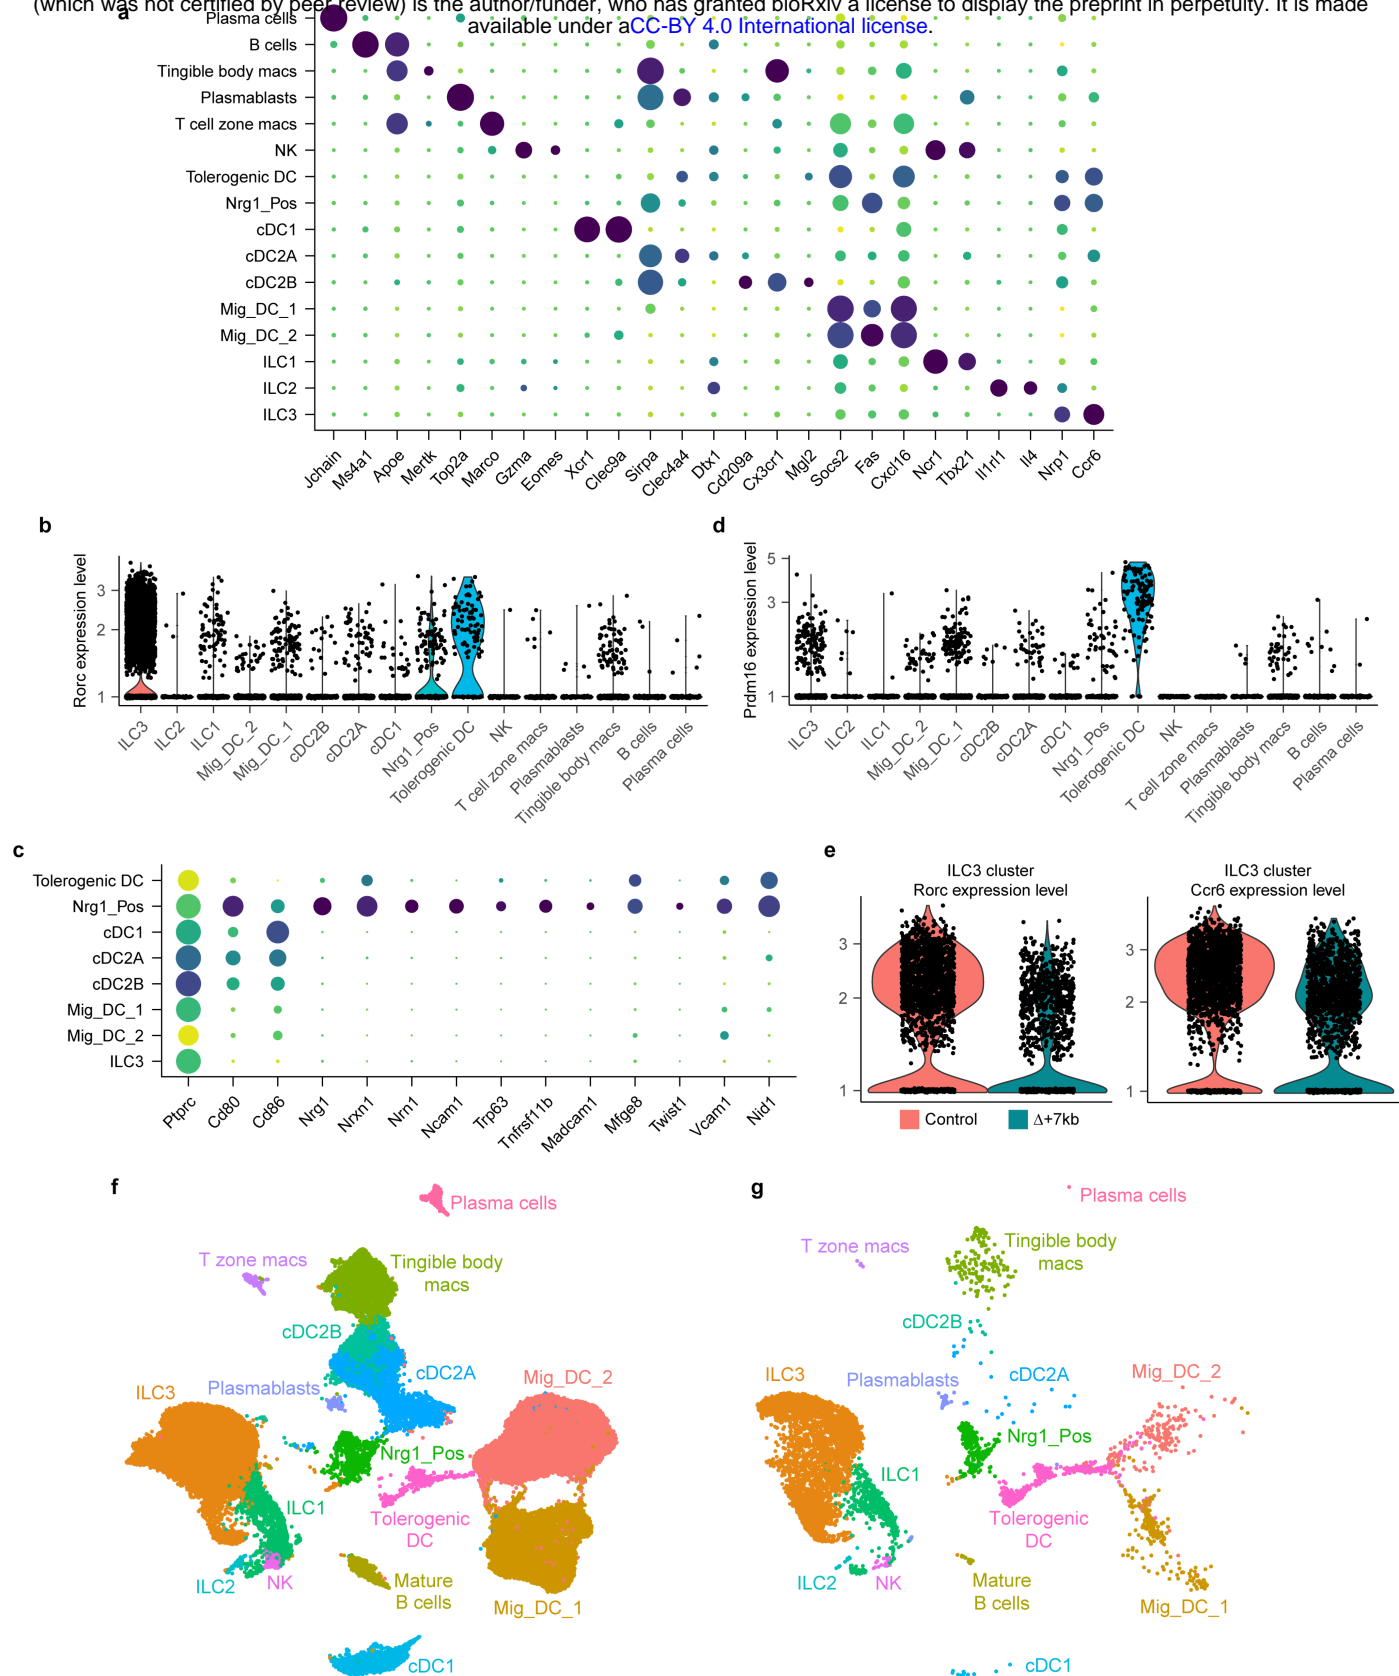 (which was not certified by peer review) is the author/funder, who has granted bioRxiv a license to display the preprint in perpetuity. It is made
available under aCC-BY 4.0 International license.
a
Plasma cells
B cells
Tingible body macs
Plasmablasts
T cell zone macs
NK
Tolerogenic DC
Nrg1_Pos
cDC1
cDC2A
cDC2B
Mig_DC_1
Mig_DC_2
ILC1
ILC2
ILC3
Jchain
Ms4a1
Apoe
Mertk
Top2a
Marco
Gzma
Eomes
Xcr1
Clec9a
Sirpa
Clec4a4
Dtx1
Cd209a
Cx3cr1
Mgl2
Socs2
Fas
Cxcl16
Ncr1
Tbx21
Il1rl1
Il4
Nrp1
Ccr6
b
Rorc expression level
3
2
1
ILC3
ILC2
ILC1
Mig_DC_2
Mig_DC_1
cDC2B
cDC2A
cDC1
Nrg1_Pos
Tolerogenic DC
NK
T cell zone macs
Plasmablasts
Tingible body macs
B cells
Plasma cells
d
Prdm16 expression level
5
3
1
ILC3
ILC2
ILC1
Mig_DC_2
Mig_DC_1
cDC2B
cDC2A
cDC1
Nrg1_Pos
Tolerogenic DC
NK
T cell zone macs
Plasmablasts
Tingible body macs
B cells
Plasma cells
c
Tolerogenic DC
Nrg1_Pos
cDC1
cDC2A
cDC2B
Mig_DC_1
Mig_DC_2
ILC3
Ptprc
Cd80
Cd86
Nrg1
Nrxn1
Nrn1
Ncam1
Trp63
Tnfrsf11b
Madcam1
Mfge8
Twist1
Vcam1
Nid1
e
ILC3 cluster
Rorc expression level
3
2
1
ILC3 cluster
Ccr6 expression level
3
2
1
Control
Δ+7kb
f
Plasma cells
T zone macs
Tingible body
macs
cDC2B
cDC2A
Plasmablasts
ILC3
Mig_DC_2
Nrg1_Pos
ILC1
Tolerogenic
DC
ILC2
NK
Mature
B cells
Mig_DC_1
cDC1
g
Plasma cells
T zone macs
Tingible body
macs
cDC2B
cDC2A
Plasmablasts
ILC3
Mig_DC_2
Nrg1_Pos
ILC1
Tolerogenic
DC
ILC2
NK
Mature
B cells
Mig_DC_1
cDC1